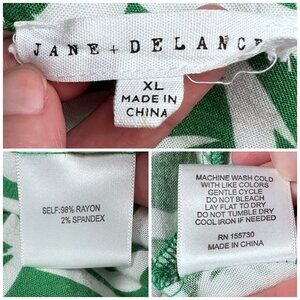 JANE + DELANC
XL
MADE IN
CHINA
SELF:98% RAYON
2% SPANDEX
MACHINE WASH COLD
WITH LIKE COLORS
GENTLE CYCLE
DO NOT BLEACH
LAY FLAT TO DRY
DO NOT TUMBLE DRY
COOL IRON IF NEEDED
RN 155730
MADE IN CHINA